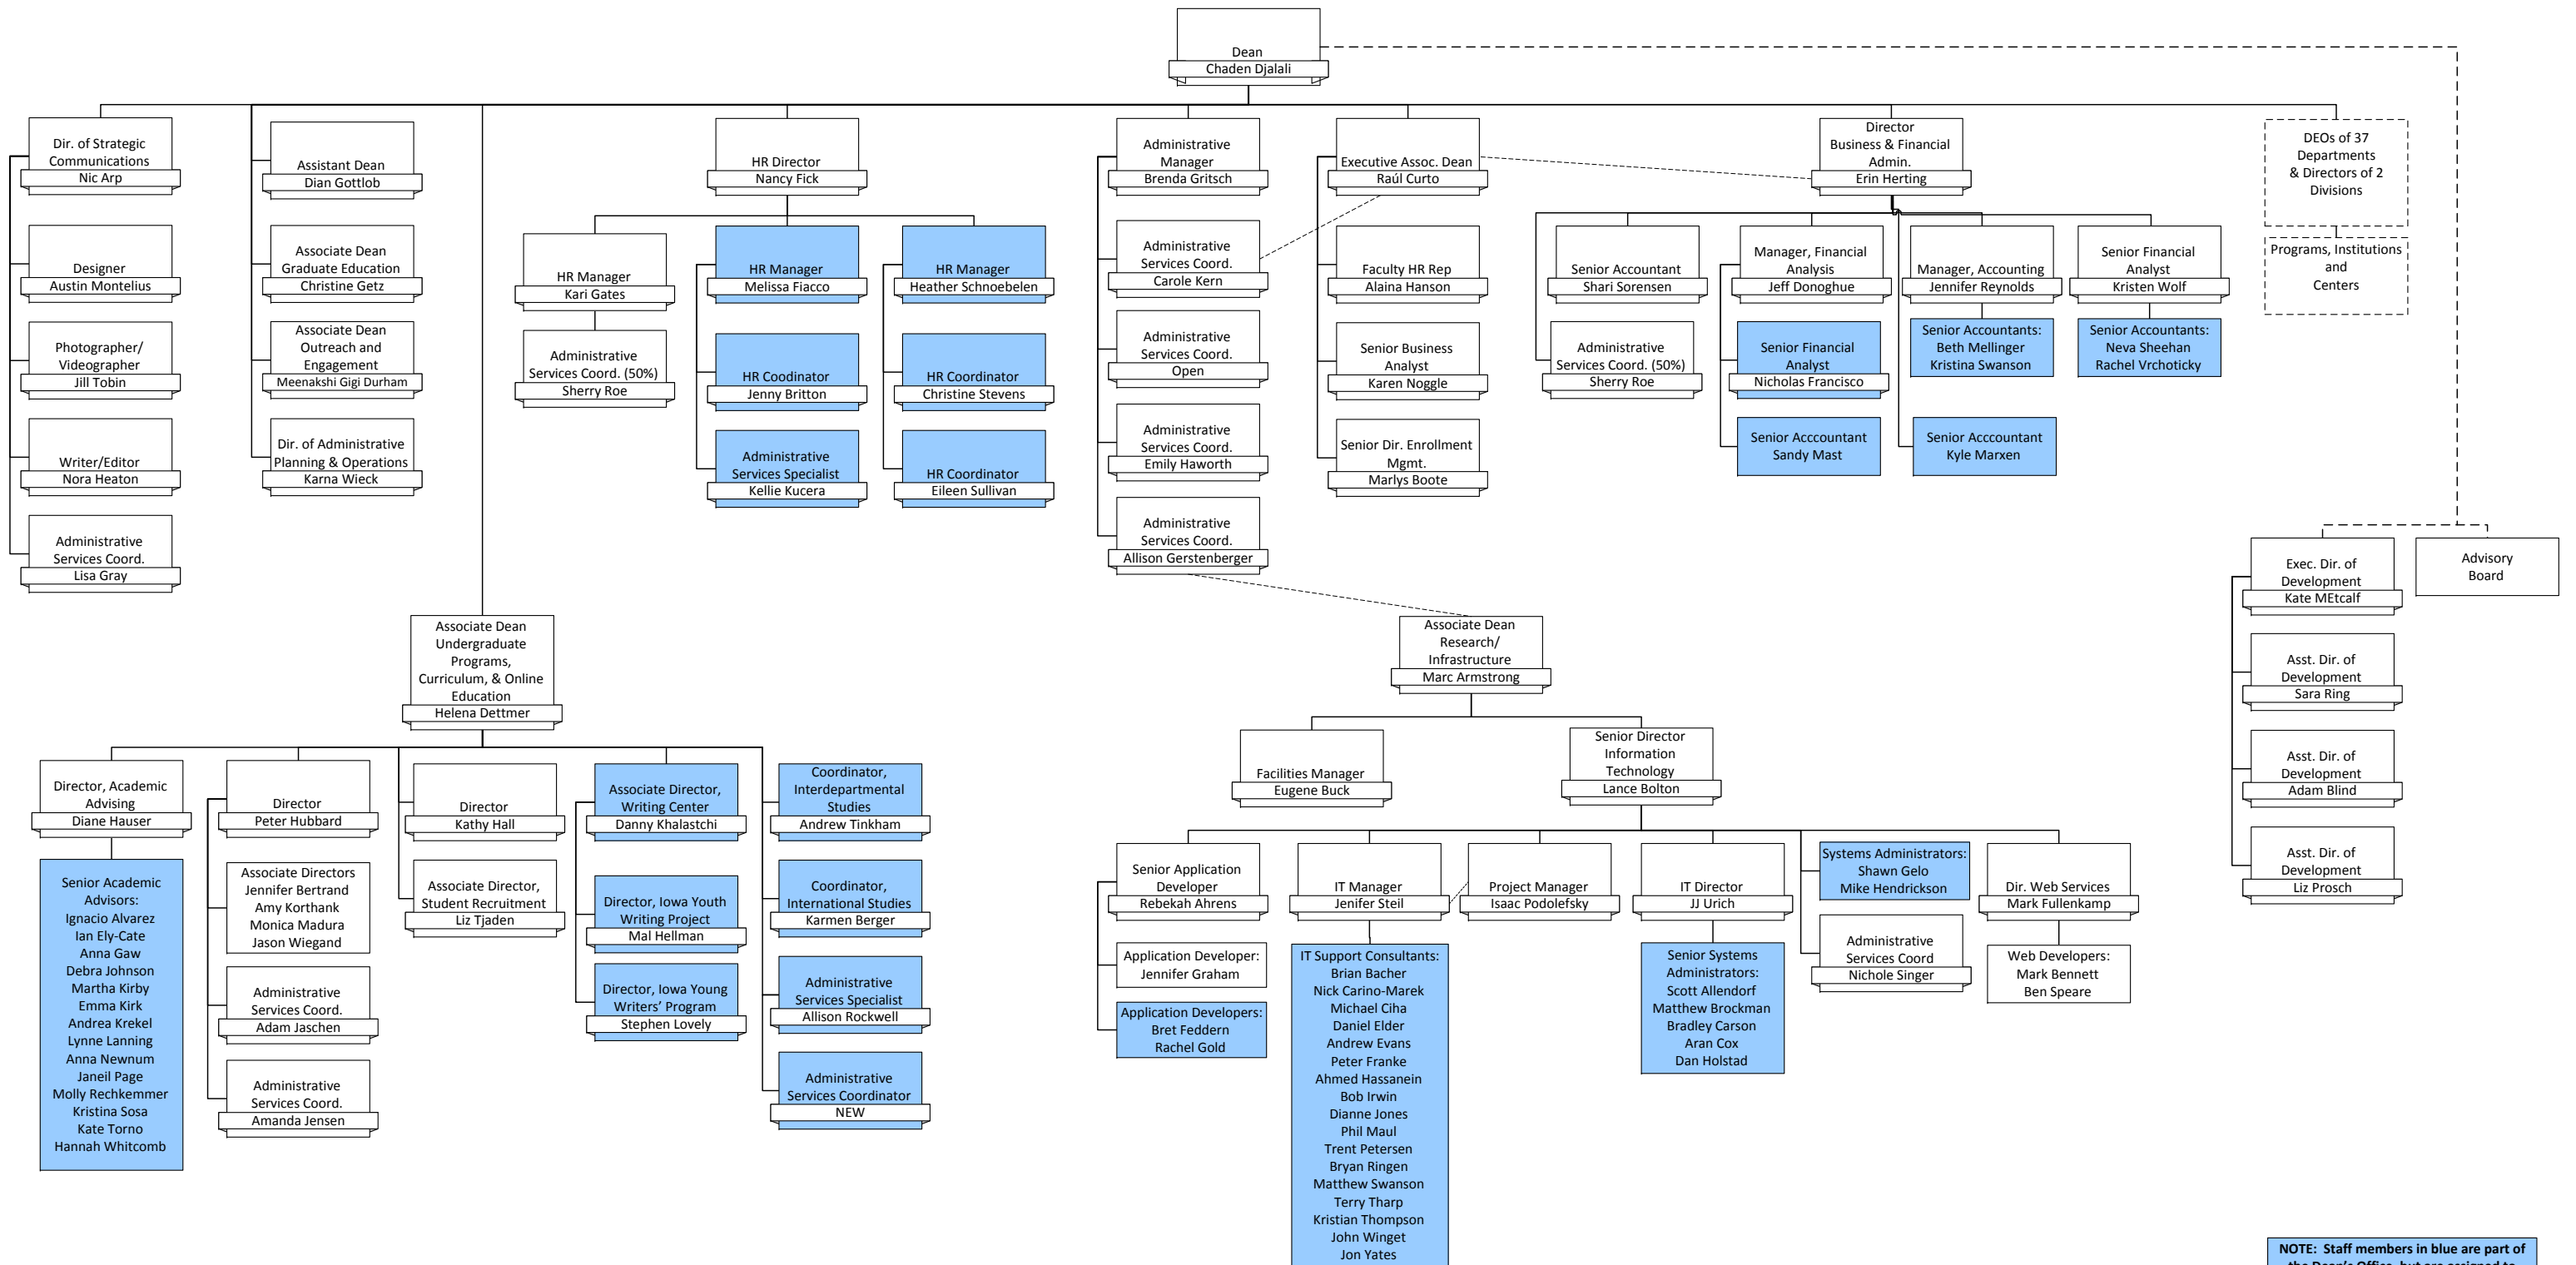 Dean
Chaden Djalali
Dir. of Strategic
Communications
Nic Arp
Designer
Austin Montelius
Photographer/
Videographer
Jill Tobin
Writer/Editor
Nora Heaton
Administrative
Services Coord.
Lisa Gray
Assistant Dean
Dian Gottlob
Associate Dean
Graduate Education
Christine Getz
Associate Dean
Outreach and
Engagement
Meenakshi Gigi Durham
Dir. of Administrative
Planning & Operations
Karna Wieck
HR Director
Nancy Fick
HR Manager
Kari Gates
Administrative
Services Coord. (50%)
Sherry Roe
HR Manager
Melissa Fiacco
HR Coodinator
Jenny Britton
Administrative
Services Specialist
Kellie Kucera
HR Manager
Heather Schnoebelen
HR Coordinator
Christine Stevens
HR Coordinator
Eileen Sullivan
Administrative
Manager
Brenda Gritsch
Administrative
Services Coord.
Carole Kern
Administrative
Services Coord.
Open
Administrative
Services Coord.
Emily Haworth
Administrative
Services Coord.
Allison Gerstenberger
Executive Assoc. Dean
Raúl Curto
Faculty HR Rep
Alaina Hanson
Senior Business
Analyst
Karen Noggle
Senior Dir. Enrollment
Mgmt.
Marlys Boote
Director
Business & Financial
Admin.
Erin Herting
Senior Accountant
Shari Sorensen
Administrative
Services Coord. (50%)
Sherry Roe
Manager, Financial
Analysis
Jeff Donoghue
Senior Financial
Analyst
Nicholas Francisco
Senior Acccountant
Sandy Mast
Manager, Accounting
Jennifer Reynolds
Senior Accountants:
Beth Mellinger
Kristina Swanson
Senior Acccountant
Kyle Marxen
Senior Financial
Analyst
Kristen Wolf
Senior Accountants:
Neva Sheehan
Rachel Vrchoticky
DEOs of 37
Departments
& Directors of 2
Divisions
Programs, Institutions
and
Centers
Exec. Dir. of
Development
Kate MEtcalf
Asst. Dir. of
Development
Sara Ring
Asst. Dir. of
Development
Adam Blind
Asst. Dir. of
Development
Liz Prosch
Advisory
Board
Associate Dean
Undergraduate
Programs,
Curriculum, & Online
Education
Helena Dettmer
Director, Academic
Advising
Diane Hauser
Senior Academic
Advisors:
Ignacio Alvarez
Ian Ely-Cate
Anna Gaw
Debra Johnson
Martha Kirby
Emma Kirk
Andrea Krekel
Lynne Lanning
Anna Newnum
Janeil Page
Molly Rechkemmer
Kristina Sosa
Kate Torno
Hannah Whitcomb
Director
Peter Hubbard
Associate Directors
Jennifer Bertrand
Amy Korthank
Monica Madura
Jason Wiegand
Administrative
Services Coord.
Adam Jaschen
Administrative
Services Coord.
Amanda Jensen
Director
Kathy Hall
Associate Director,
Student Recruitment
Liz Tjaden
Associate Director,
Writing Center
Danny Khalastchi
Director, Iowa Youth
Writing Project
Mal Hellman
Director, Iowa Young
Writers’ Program
Stephen Lovely
Coordinator,
Interdepartmental
Studies
Andrew Tinkham
Coordinator,
International Studies
Karmen Berger
Administrative
Services Specialist
Allison Rockwell
Administrative
Services Coordinator
NEW
Associate Dean
Research/
Infrastructure
Marc Armstrong
Facilities Manager
Eugene Buck
Senior Director
Information
Technology
Lance Bolton
Senior Application
Developer
Rebekah Ahrens
Application Developer:
Jennifer Graham
Application Developers:
Bret Feddern
Rachel Gold
IT Manager
Jenifer Steil
IT Support Consultants:
Brian Bacher
Nick Carino-Marek
Michael Ciha
Daniel Elder
Andrew Evans
Peter Franke
Ahmed Hassanein
Bob Irwin
Dianne Jones
Phil Maul
Trent Petersen
Bryan Ringen
Matthew Swanson
Terry Tharp
Kristian Thompson
John Winget
Jon Yates
Project Manager
Isaac Podolefsky
IT Director
JJ Urich
Senior Systems
Administrators:
Scott Allendorf
Matthew Brockman
Bradley Carson
Aran Cox
Dan Holstad
Systems Administrators:
Shawn Gelo
Mike Hendrickson
Administrative
Services Coord
Nichole Singer
Dir. Web Services
Mark Fullenkamp
Web Developers:
Mark Bennett
Ben Speare
NOTE: Staff members in blue are part of
the Dean’s Office, but are assigned to